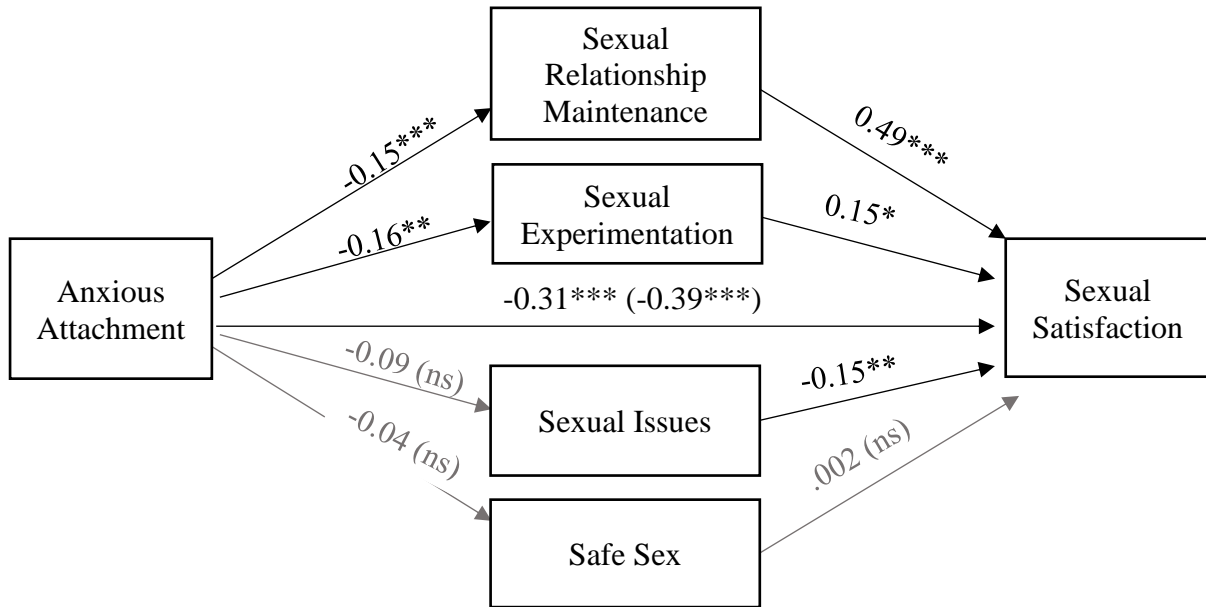 Sexual
Relationship
Maintenance
-0.15***
0.49***
Sexual
Experimentation
-0.16**
0.15*
Anxious
Attachment
-0.31*** (-0.39***)
Sexual
Satisfaction
-0.09 (ns)
-0.15**
Sexual Issues
-0.04 (ns)
.002 (ns)
Safe Sex